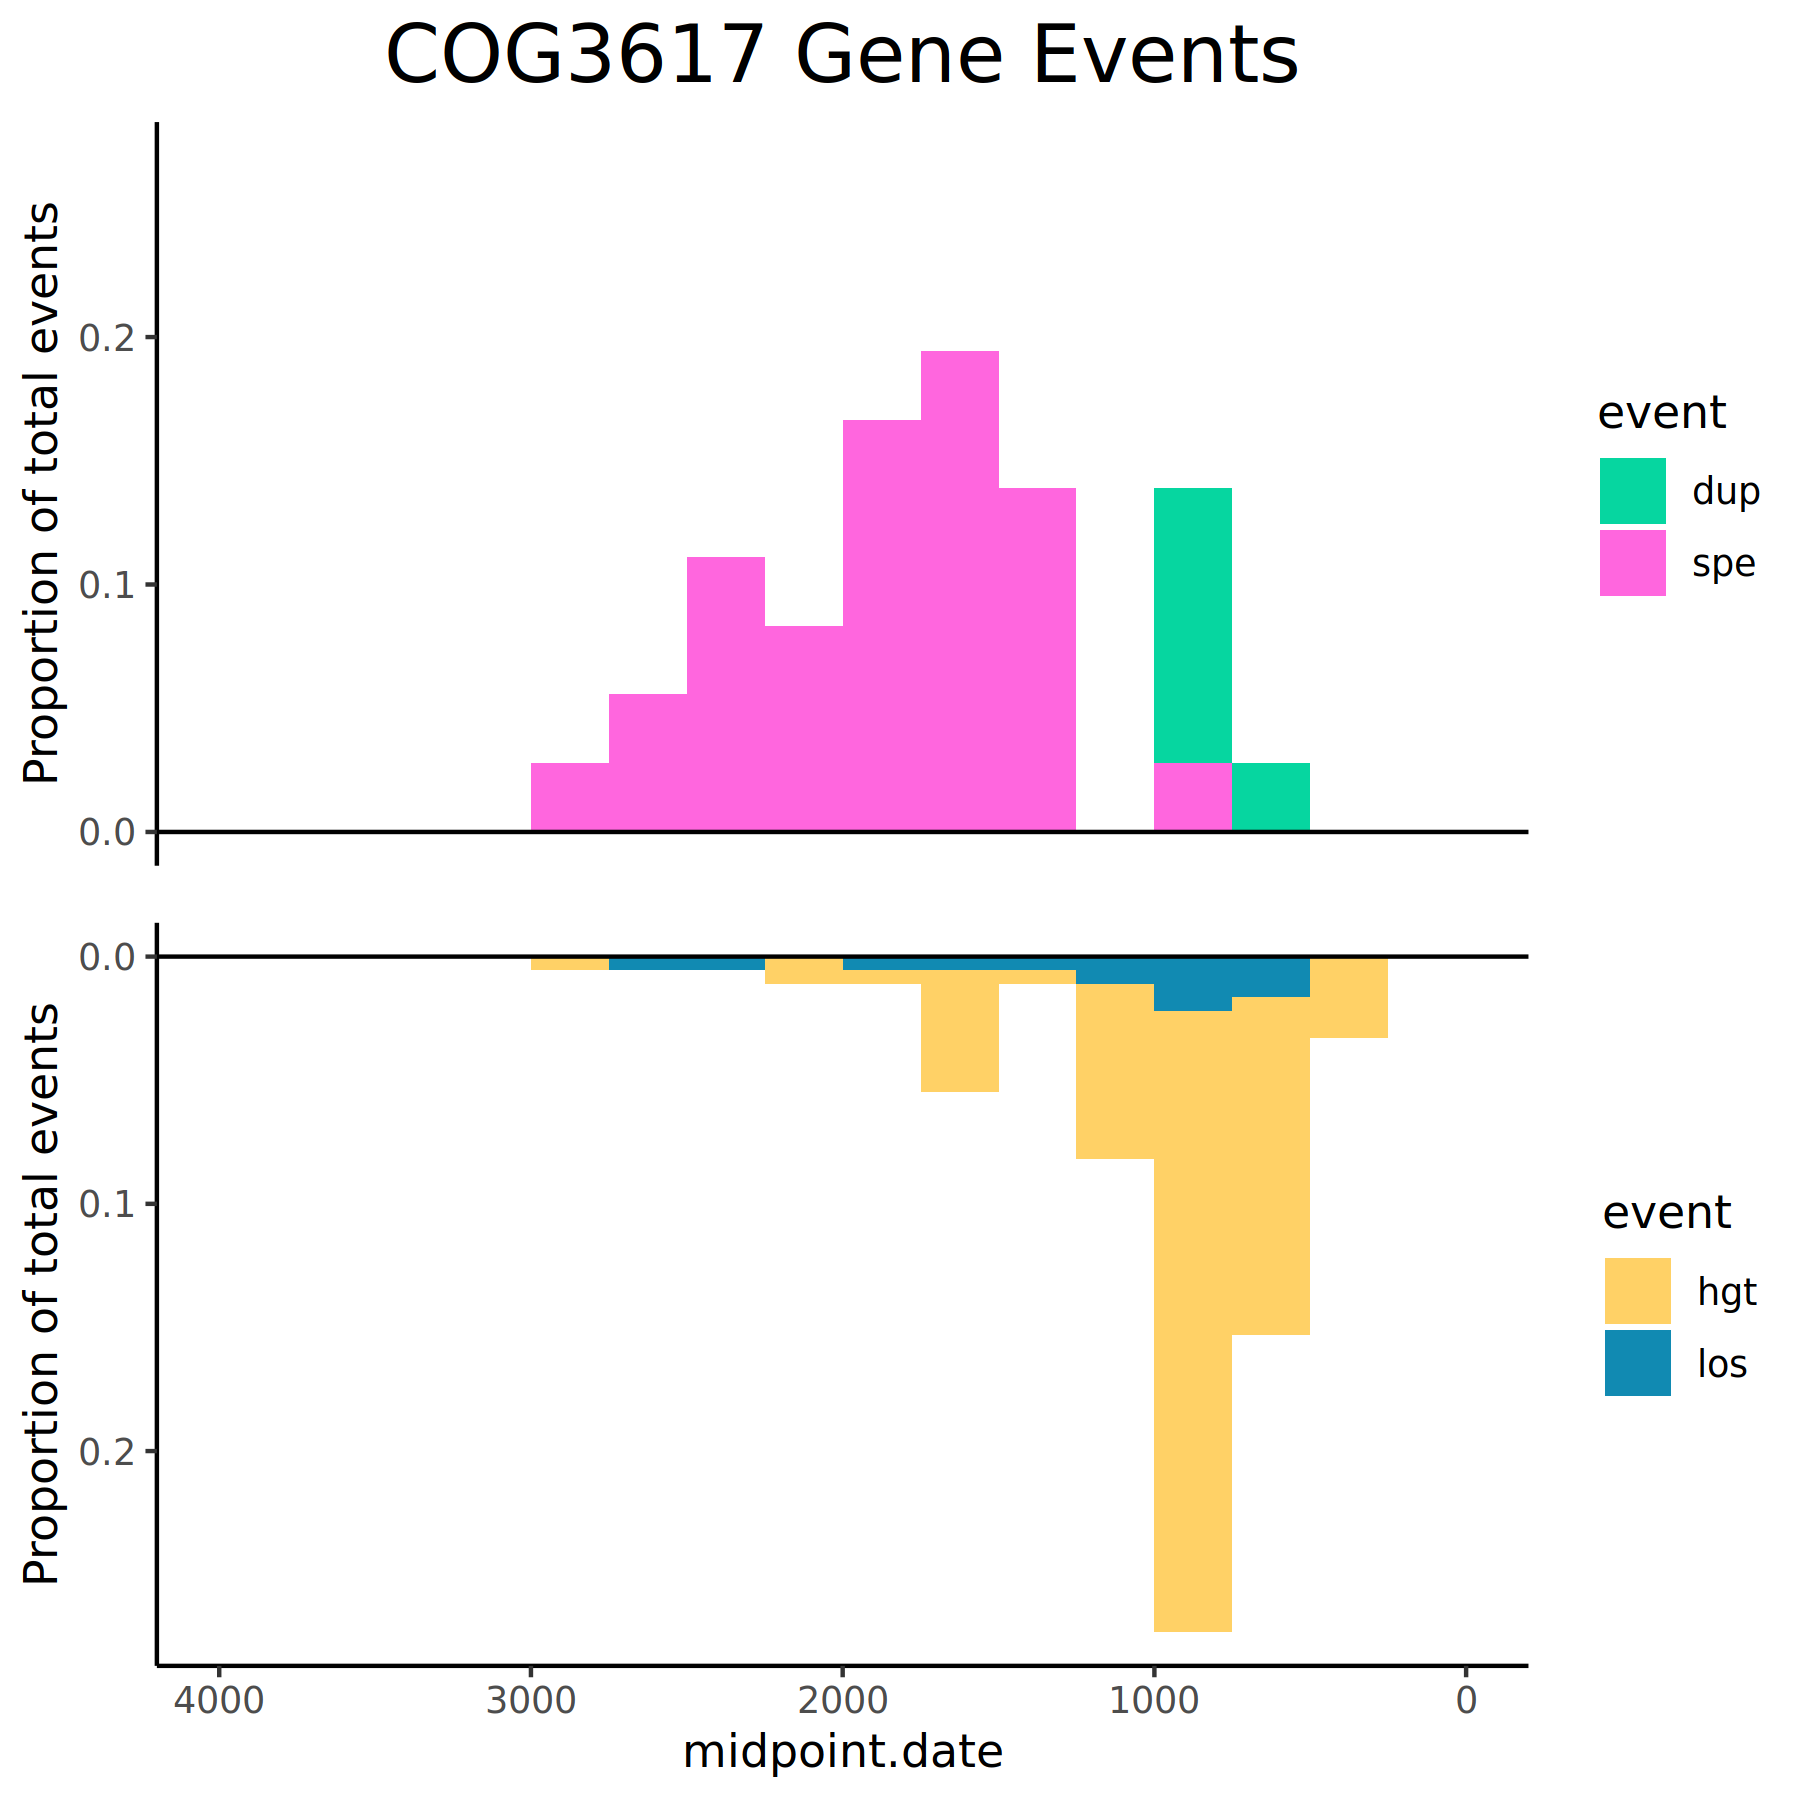 COG3617 Gene Events
Proportion of total events
0.2
0.1
0.0
event
dup
spe
Proportion of total events
0.0
0.1
0.2
event
hgt
los
4000 3000 2000 1000 0
midpoint.date